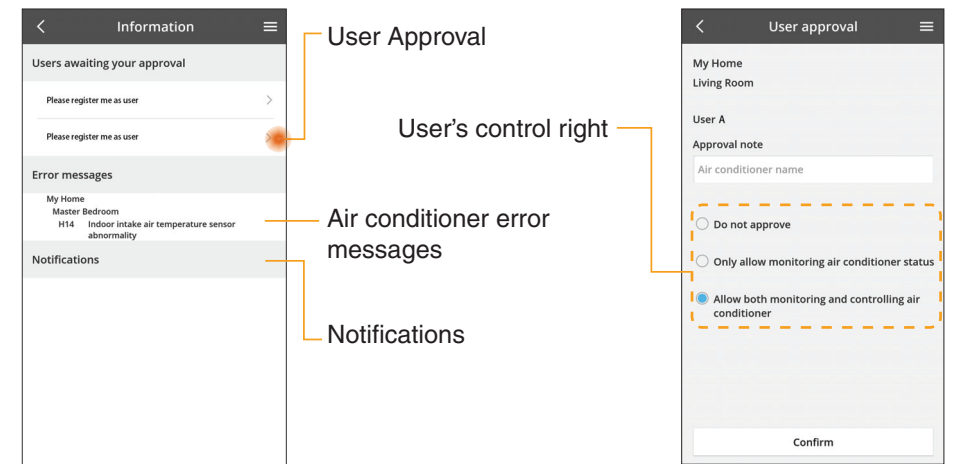 Information
Users awaiting your approval
Please register me as user
Please register me as user
Error messages
My Home
Master Bedroom
H14 Indoor intake air temperature sensor
abnormality
Notifications
User Approval
User's control right
Air conditioner error
messages
Notifications
User approval
My Home
Living Room
User A
Approval note
Air conditioner name
Do not approve
Only allow monitoring air conditioner status
Allow both monitoring and controlling air
conditioner
Confirm